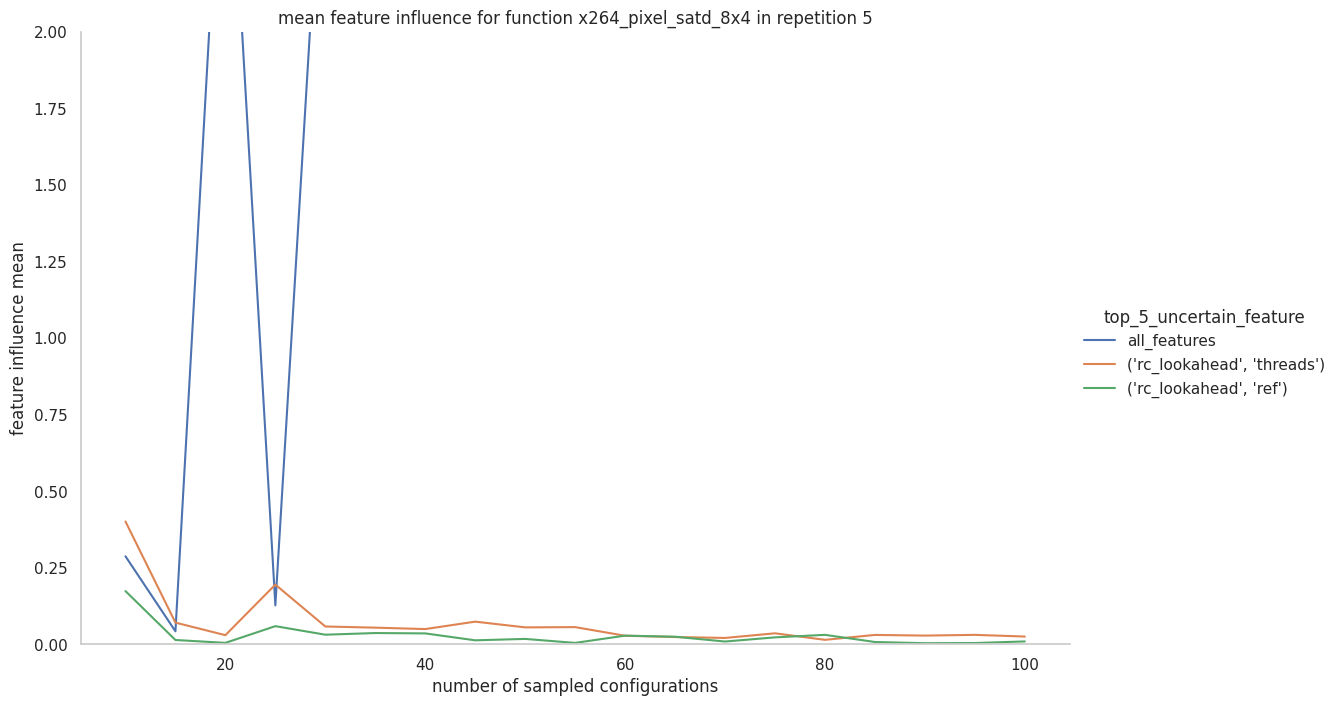 mean feature influence for function x264_pixel_satd_8x4 in repetition 5
2.00
1.75
1.50
1.25
1.00
0.75
0.50
0.25
0.00
feature influence mean
20
40
60
80
100
number of sampled configurations
top_5_uncertain_feature
all_features
('rc_lookahead', 'threads')
('rc_lookahead', 'ref')